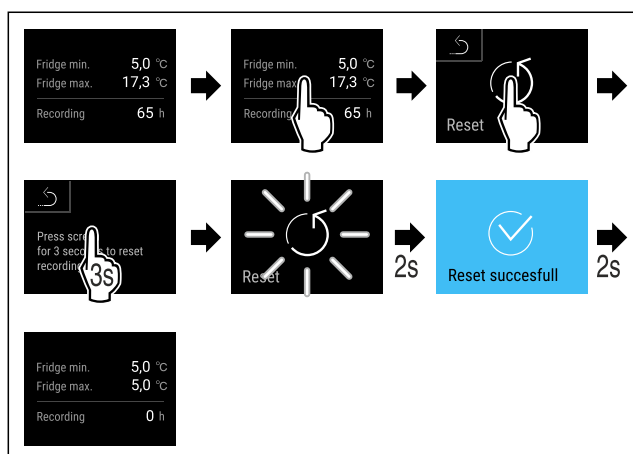 Fridge min. 5,0 °C
Fridge max. 17,3 °C
Recording 65 h
Fridge min. 5,0 °C
Fridge max 17,3 °C
Recording 65 h
Reset
Press scre
for 3 seco s to reset
recording
3s
Reset
2s
Reset succesfull
2s
Fridge min. 5,0 °C
Fridge max. 5,0 °C
Recording 0 h